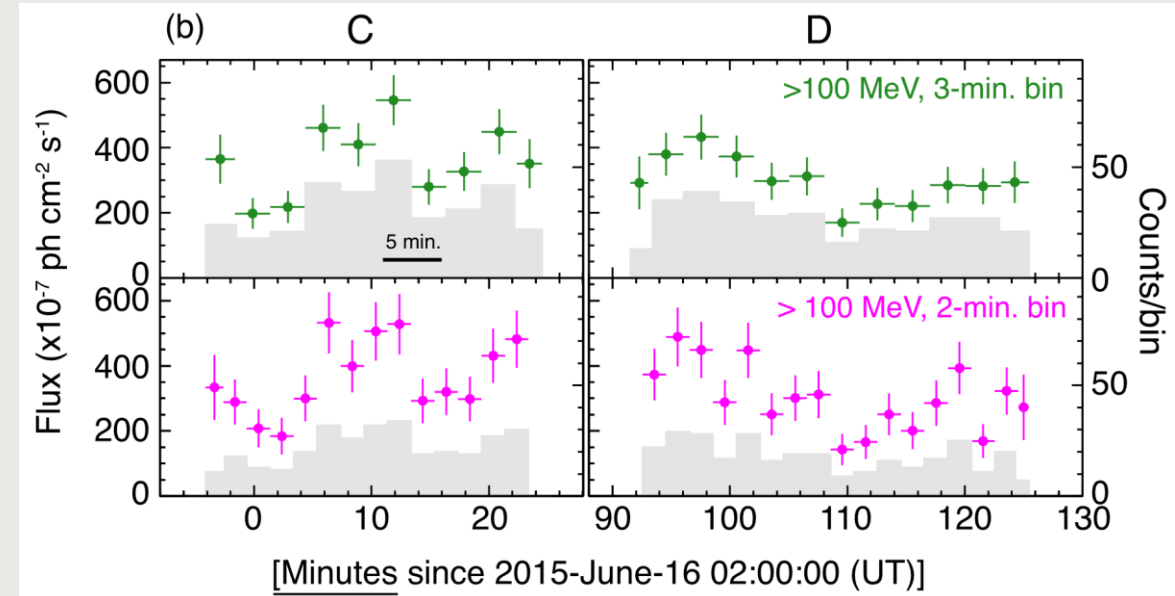 (b)
C
D
600
400
200
0
>100 MeV, 3-min. bin
5 min.
50
0
600
400
200
0
> 100 MeV, 2-min. bin
50
0
Flux (x10⁻⁷ ph cm⁻² s⁻¹)
Counts/bin
0 10 20
90 100 110 120 130
[Minutes since 2015-June-16 02:00:00 (UT)]